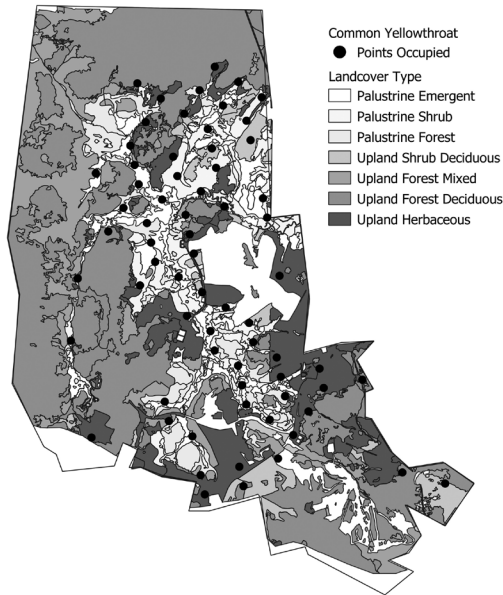 Common Yellowthroat
Points Occupied
Landcover Type
Palustrine Emergent
Palustrine Shrub
Palustrine Forest
Upland Shrub Deciduous
Upland Forest Mixed
Upland Forest Deciduous
Upland Herbaceous